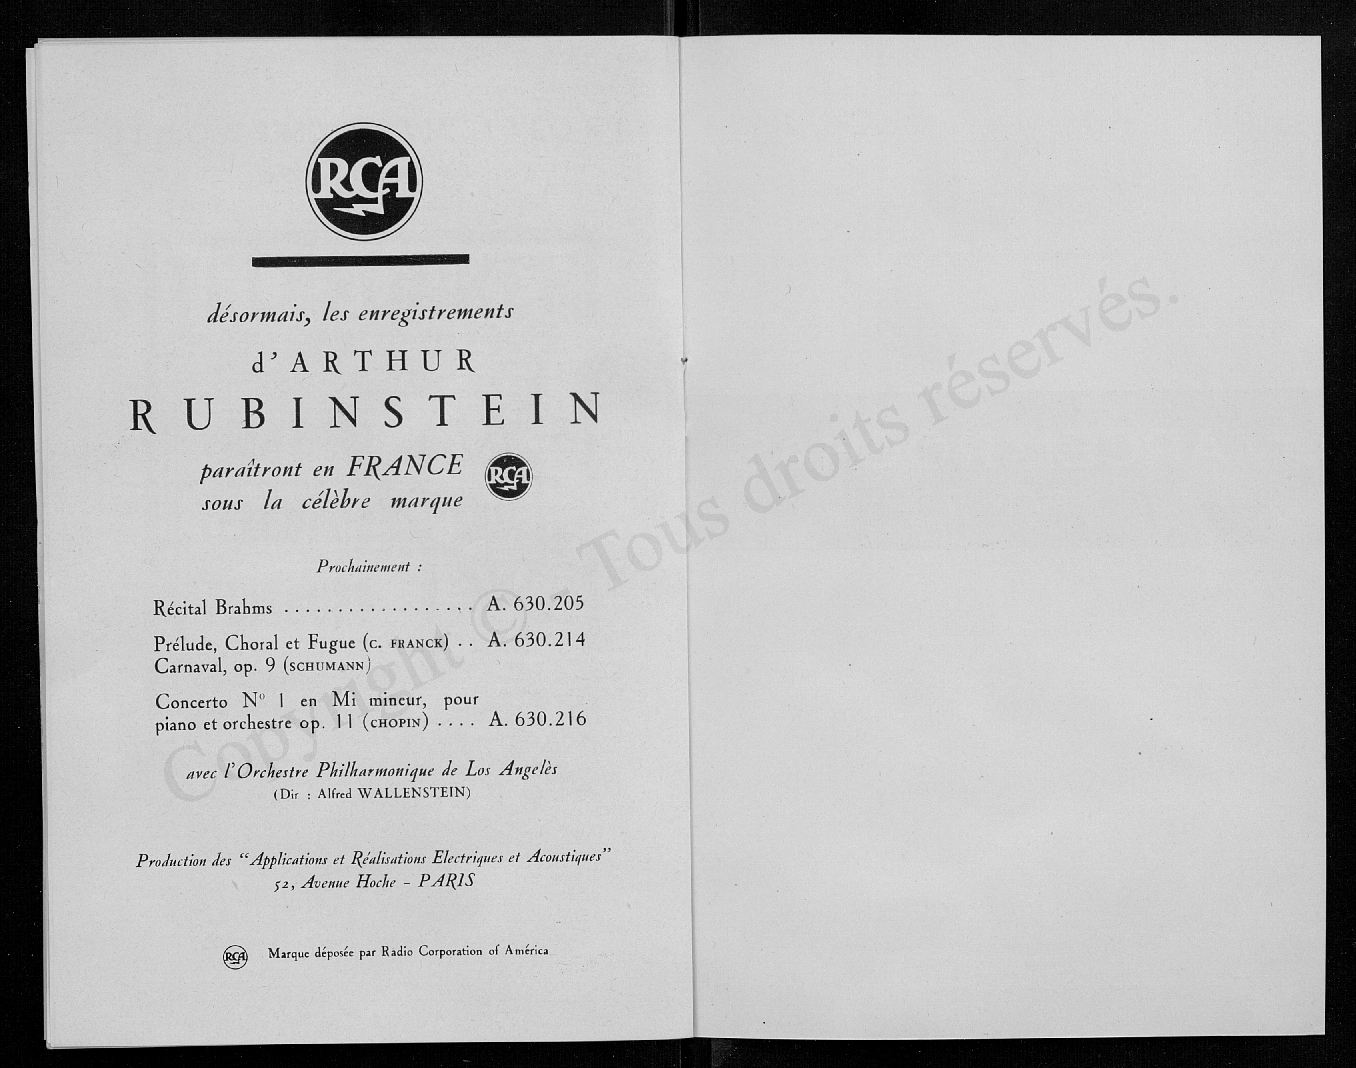 RCA
désormais, les enregistrements
d'ARTHUR
RUBINSTEIN
paraîtront en FRANCE
sous la célèbre marque RCA
Prochainement :
Récital Brahms .................. A. 630.205
Prélude, Choral et Fugue (C. FRANCK) .. A. 630.214
Carnaval, op. 9 (SCHUMANN)
Concerto Nº 1 en Mi mineur, pour
piano et orchestre op. 11 (CHOPIN) .... A. 630.216
avec l'Orchestre Philharmonique de Los Angelès
(Dir : Alfred WALLENSTEIN)
Production des "Applications et Réalisations Electriques et Acoustiques"
52, Avenue Hoche - PARIS
RCA Marque déposée par Radio Corporation of América
Copyright © - Tous droits réservés.